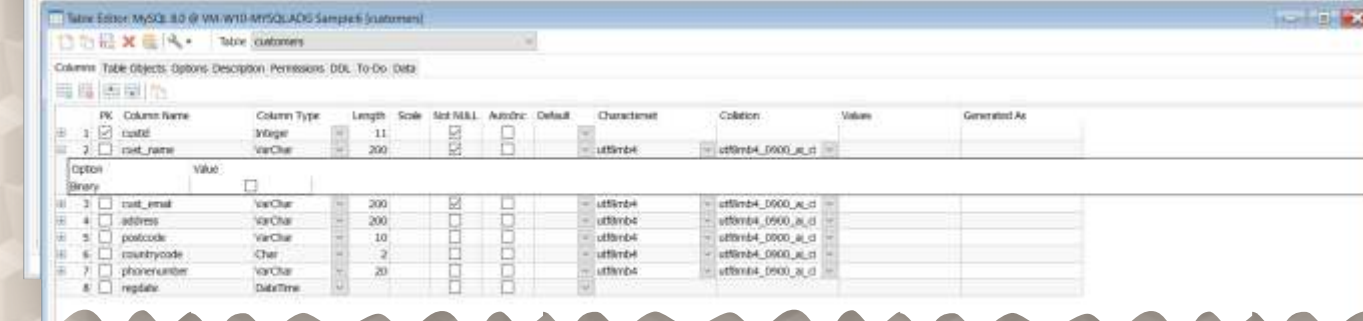 Table Editor: MySQL 8.0 @ VM-W10-MYSQL.ADG Sample6 [customers]
Table customers
Columns Table Objects Options Description Permissions DDL To-Do Data
PK Column Name Column Type Length Scale Not NULL AutoInc Default Characterset Collation Values Generated As
1 custid Integer 11
2 cust_name VarChar 200 utf8mb4 utf8mb4_0900_ai_ci
Option Value
Binary
3 cust_email VarChar 200 utf8mb4 utf8mb4_0900_ai_ci
4 address VarChar 200 utf8mb4 utf8mb4_0900_ai_ci
5 postcode VarChar 10 utf8mb4 utf8mb4_0900_ai_ci
6 countrycode Char 2 utf8mb4 utf8mb4_0900_ai_ci
7 phonenumber VarChar 20 utf8mb4 utf8mb4_0900_ai_ci
8 regdate DateTime